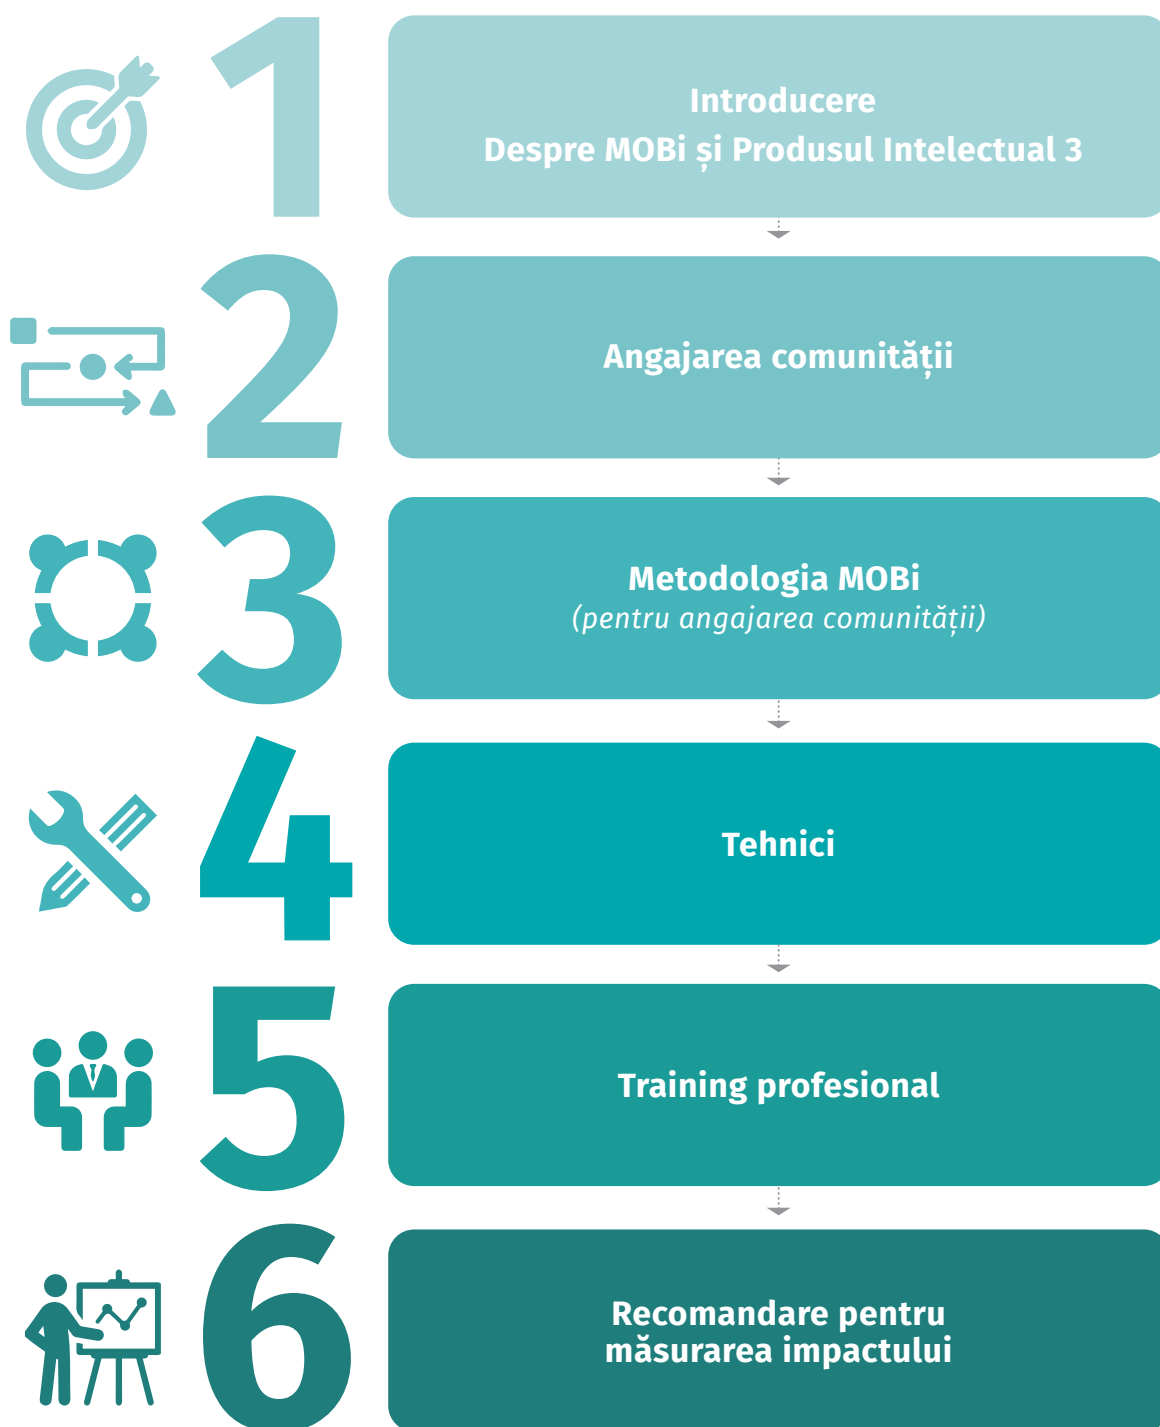 1
Introducere
Despre MOBi și Produsul Intelectual 3
2
Angajarea comunității
3
Metodologia MOBi
(pentru angajarea comunității)
4
Tehnici
5
Training profesional
6
Recomandare pentru
măsurarea impactului